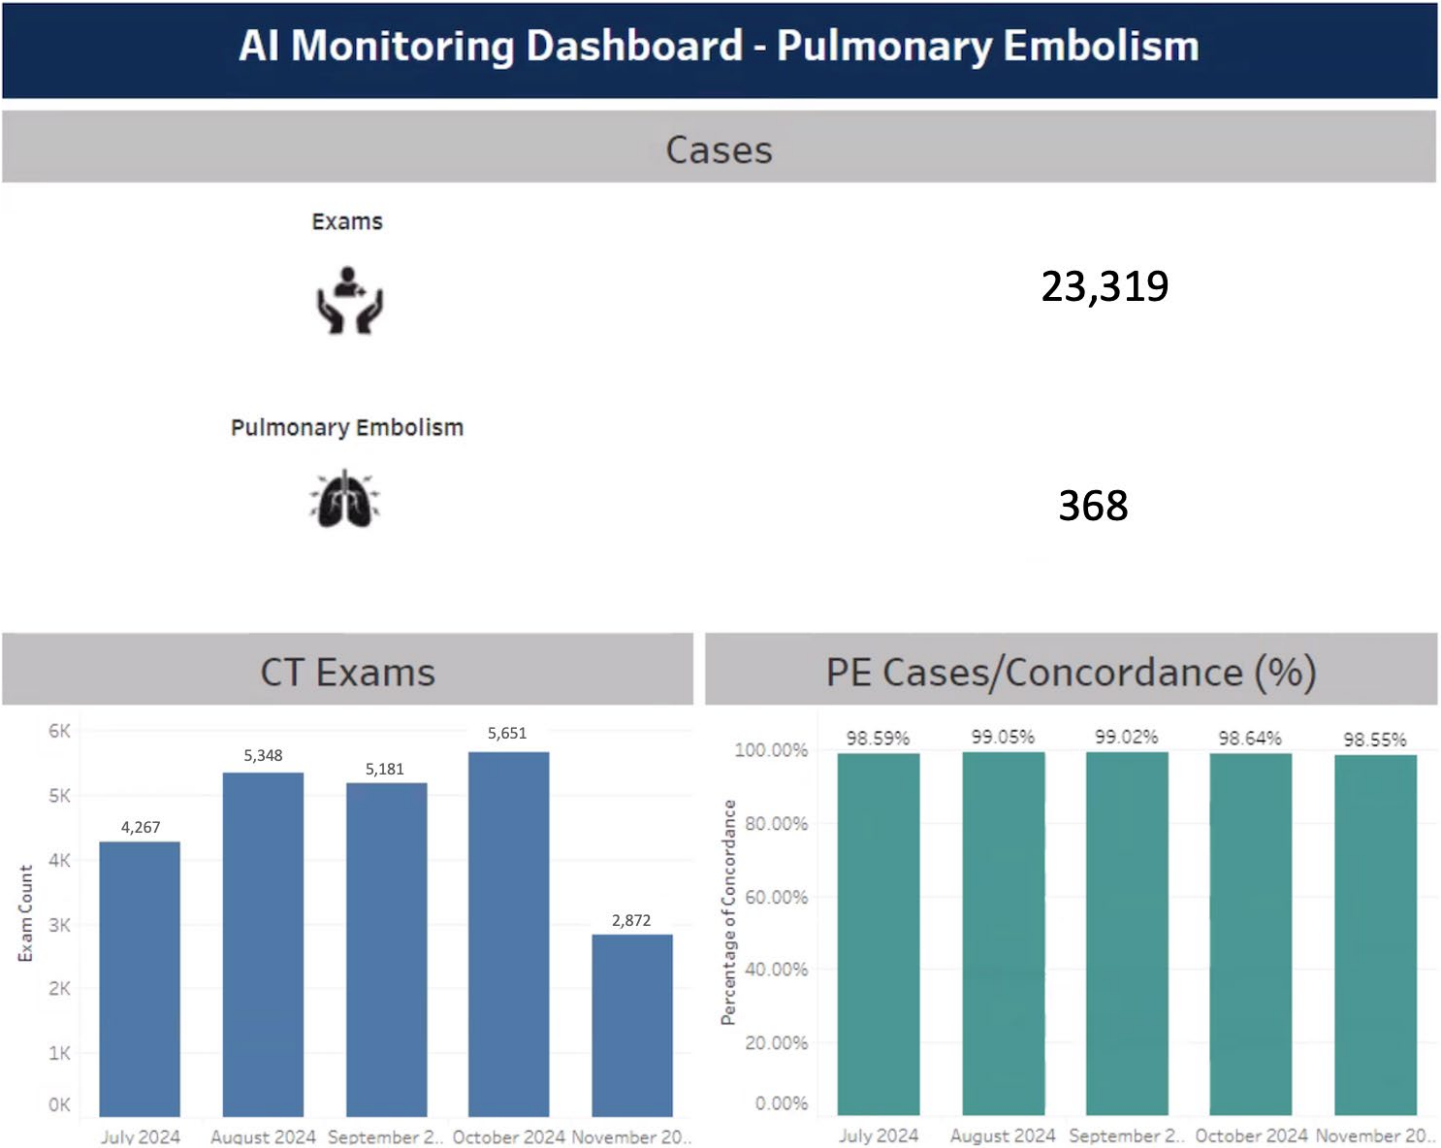 AI Monitoring Dashboard - Pulmonary Embolism
Cases
Exams
23,319
Pulmonary Embolism
368
CT Exams
6K
5K
4K
3K
2K
1K
0K
Exam Count
4,267
5,348
5,181
5,651
2,872
July 2024
August 2024
September 2..
October 2024
November 20..
PE Cases/Concordance (%)
100.00%
80.00%
60.00%
40.00%
20.00%
0.00%
Percentage of Concordance
98.59%
99.05%
99.02%
98.64%
98.55%
July 2024
August 2024
September 2..
October 2024
November 20..